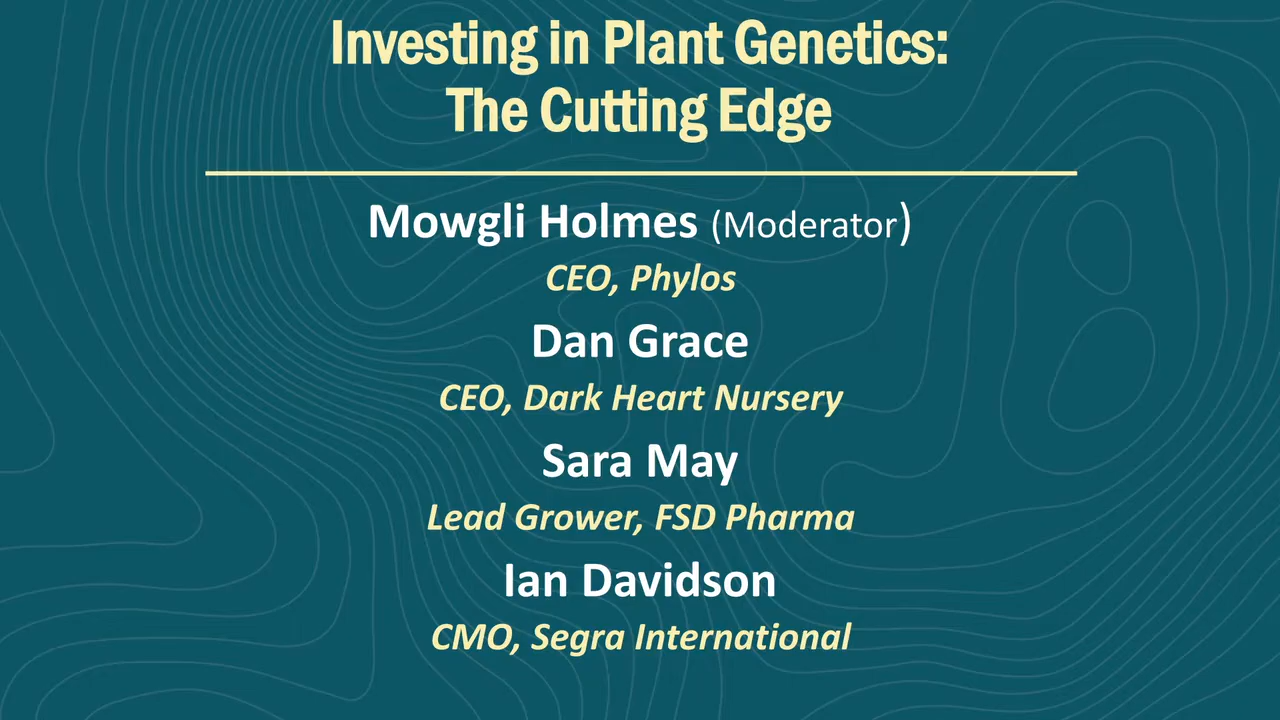 Investing in Plant Genetics:
The Cutting Edge
Mowgli Holmes (Moderator)
CEO, Phylos
Dan Grace
CEO, Dark Heart Nursery
Sara May
Lead Grower, FSD Pharma
Ian Davidson
CMO, Segra International